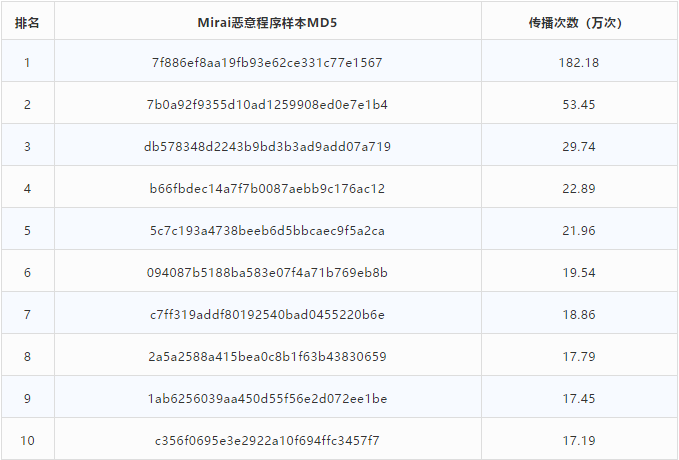 排名 Mirai恶意程序样本MD5 传播次数（万次）
1 7f886ef8aa19fb93e62ce331c77e1567 182.18
2 7b0a92f9355d10ad1259908ed0e7e1b4 53.45
3 db578348d2243b9bd3b3ad9add07a719 29.74
4 b66fbdec14a7f7b0087aebb9c176ac12 22.89
5 5c7c193a4738beeb6d5bbcaec9f5a2ca 21.96
6 094087b5188ba583e07f4a71b769eb8b 19.54
7 c7ff319addf80192540bad0455220b6e 18.86
8 2a5a2588a415bea0c8b1f63b43830659 17.79
9 1ab6256039aa450d55f56e2d072ee1be 17.45
10 c356f0695e3e2922a10f694ffc3457f7 17.19